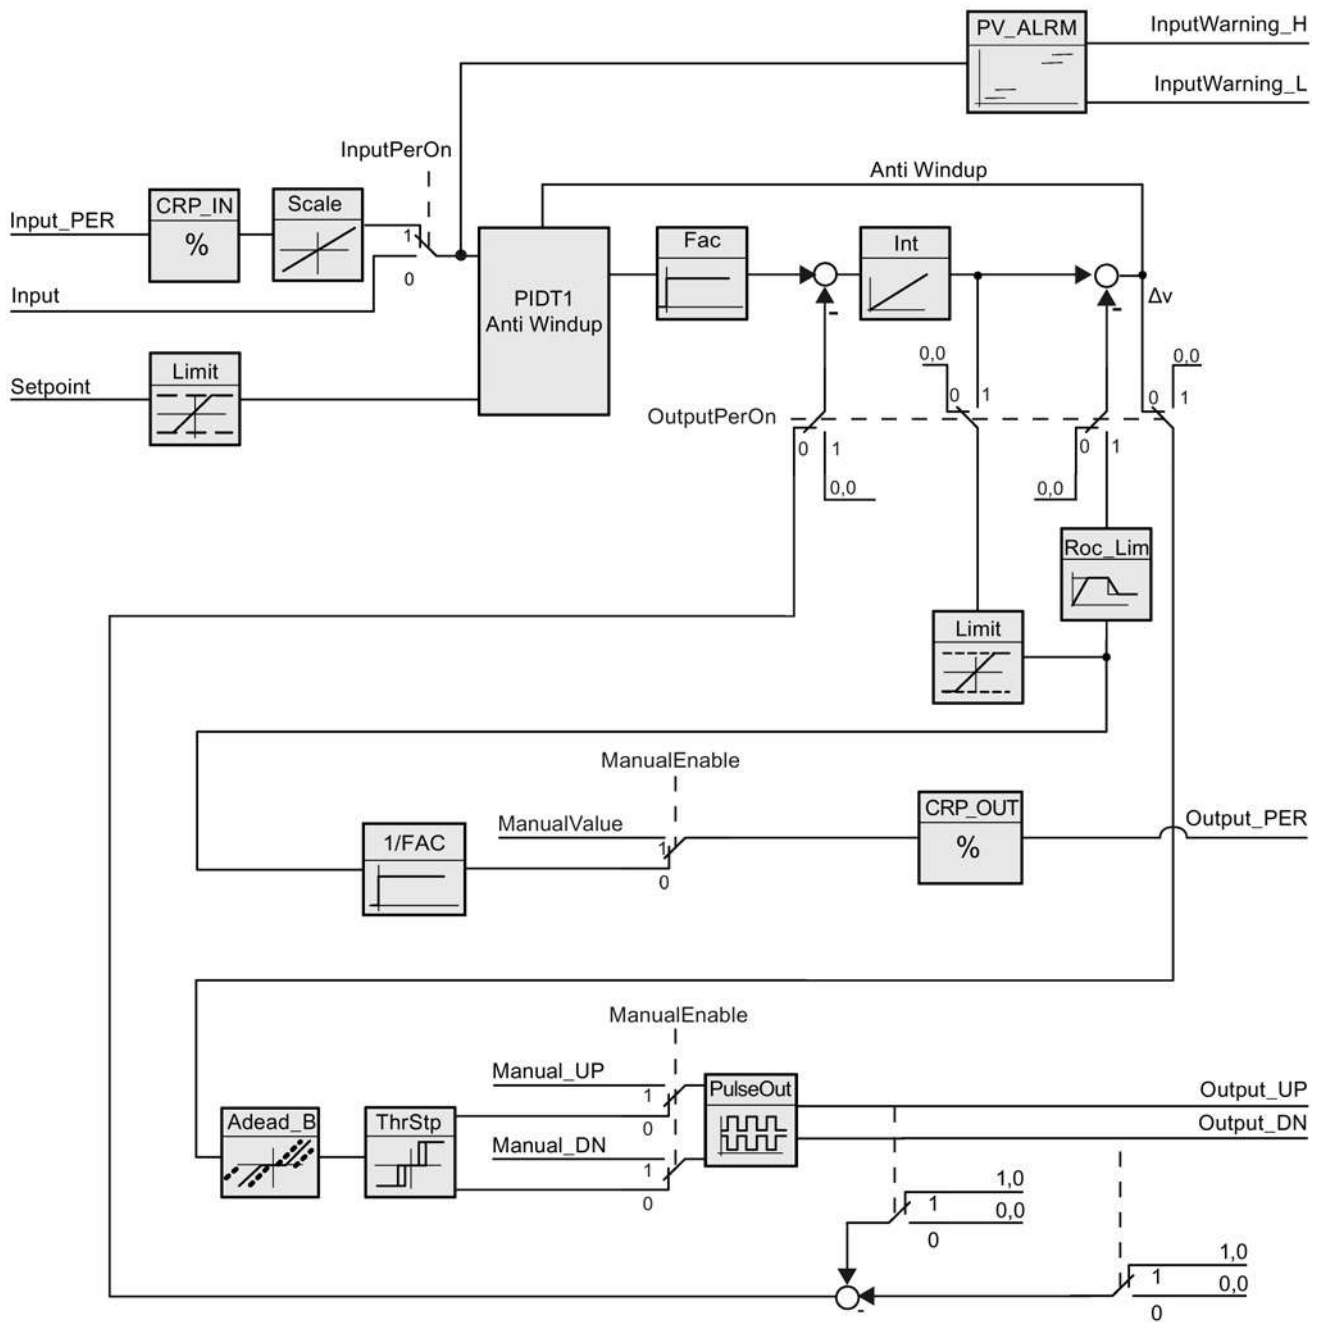 PV_ALRM
InputWarning_H
InputWarning_L
InputPerOn
Anti Windup
Input_PER
CRP_IN
%
Scale
1
0
Input
PIDT1
Anti Windup
Fac
Int
-
-
Δv
Setpoint
Limit
0,0
0,0
0
1
0
1
OutputPerOn
0
1
0
1
0,0
0,0
Roc_Lim
Limit
ManualEnable
ManualValue
1
0
1/FAC
CRP_OUT
%
Output_PER
ManualEnable
Manual_UP
1
0
Manual_DN
1
0
PulseOut
Output_UP
Output_DN
Adead_B
ThrStp
1,0
1
0,0
0
1,0
1
0,0
0
-